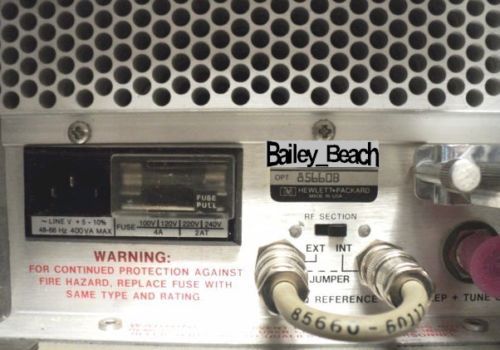 Bailey_Beach
OPT 85660B
hp HEWLETT • PACKARD
MADE IN USA
FUSE
PULL
~ LINE V + 5 - 10%
48-66 Hz 400 VA MAX
FUSE
100V 120V 220V 240V
4A 2AT
RF SECTION
EXT INT
JUMPER
REFERENCE
WARNING:
FOR CONTINUED PROTECTION AGAINST
FIRE HAZARD, REPLACE FUSE WITH
SAME TYPE AND RATING.
EP + TUNE
85660-60117